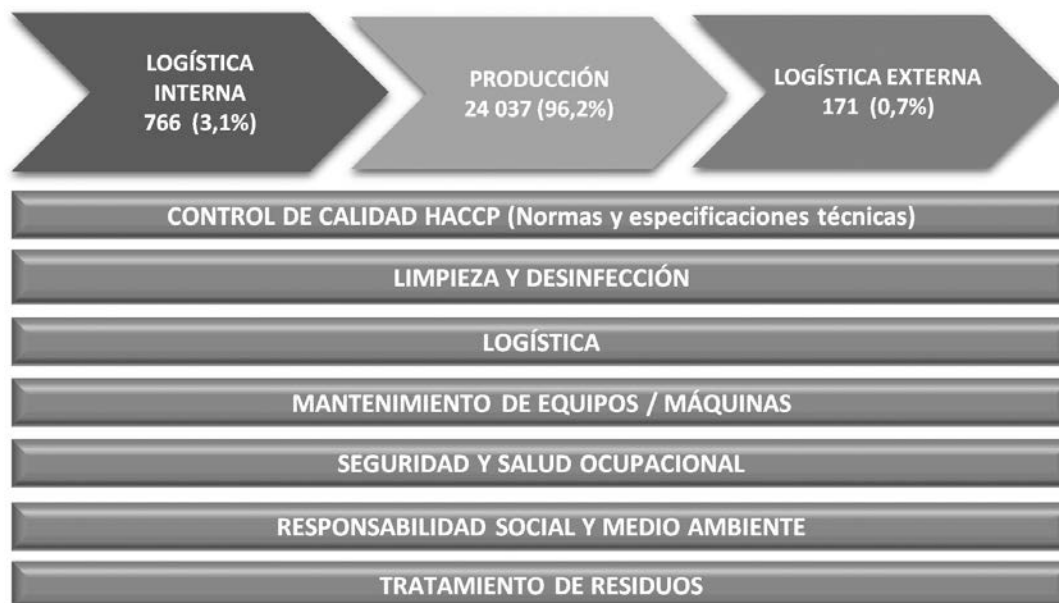 LOGÍSTICA
INTERNA
766 (3,1%)
PRODUCCIÓN
24 037 (96,2%)
LOGÍSTICA EXTERNA
171 (0,7%)
CONTROL DE CALIDAD HACCP (Normas y especificaciones técnicas)
LIMPIEZA Y DESINFECCIÓN
LOGÍSTICA
MANTENIMIENTO DE EQUIPOS / MÁQUINAS
SEGURIDAD Y SALUD OCUPACIONAL
RESPONSABILIDAD SOCIAL Y MEDIO AMBIENTE
TRATAMIENTO DE RESIDUOS